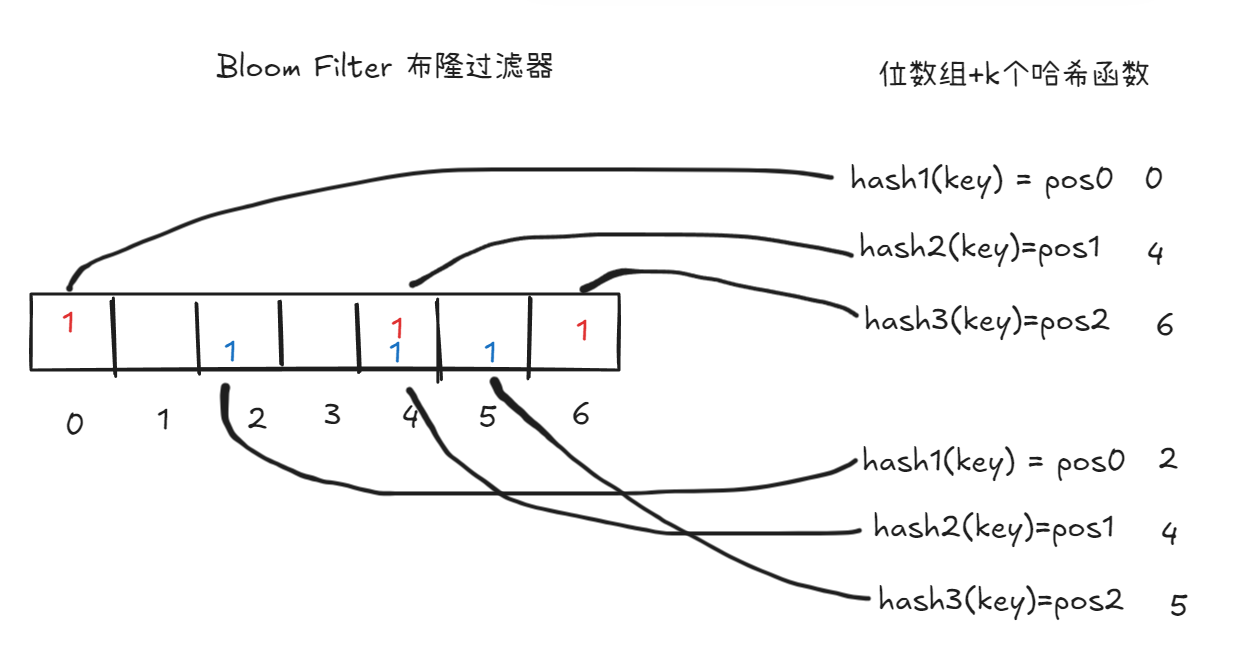 Bloom Filter 布隆过滤器
位数组+k个哈希函数
hash1(key) = pos0 0
hash2(key)=pos1 4
hash3(key)=pos2 6
1 1 1
1 1 1
0 1 2 3 4 5 6
hash1(key) = pos0 2
hash2(key)=pos1 4
hash3(key)=pos2 5